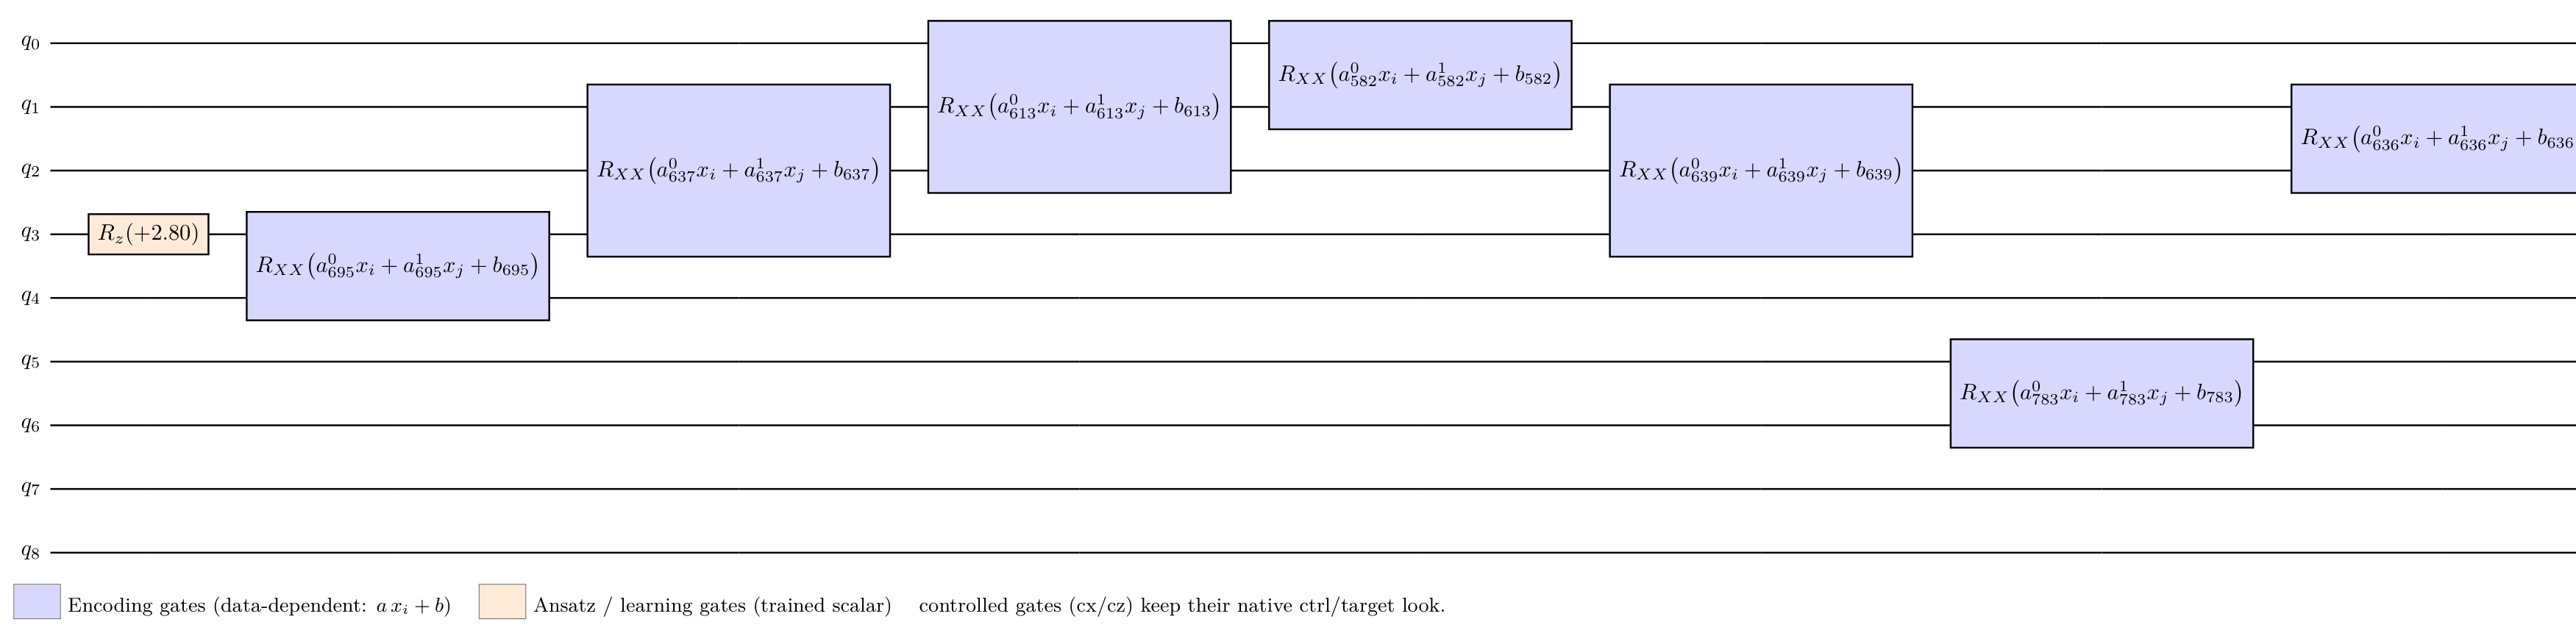 q0
q1
q2
q3
q4
q5
q6
q7
q8
Rz(+2.80)
RXX(a^0_695 xi + a^1_695 xj + b695)
RXX(a^0_637 xi + a^1_637 xj + b637)
RXX(a^0_613 xi + a^1_613 xj + b613)
RXX(a^0_582 xi + a^1_582 xj + b582)
RXX(a^0_639 xi + a^1_639 xj + b639)
RXX(a^0_783 xi + a^1_783 xj + b783)
RXX(a^0_636 xi + a^1_636 xj + b636
Encoding gates (data-dependent: a xi + b)
Ansatz / learning gates (trained scalar)
controlled gates (cx/cz) keep their native ctrl/target look.